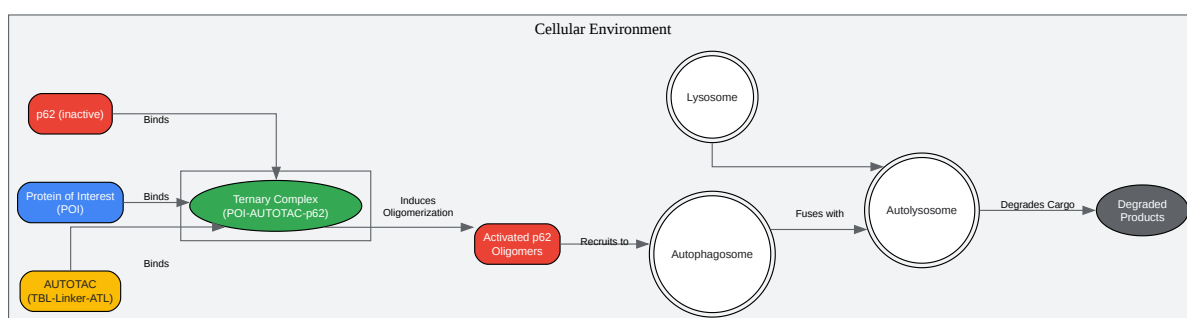 Cellular Environment
p62 (inactive)
Binds
Protein of Interest
(POI)
Binds
AUTOTAC
(TBL-Linker-ATL)
Binds
Ternary Complex
(POI-AUTOTAC-p62)
Induces
Oligomerization
Activated p62
Oligomers
Recruits to
Lysosome
Autophagosome
Fuses with
Autolysosome
Degrades Cargo
Degraded
Products